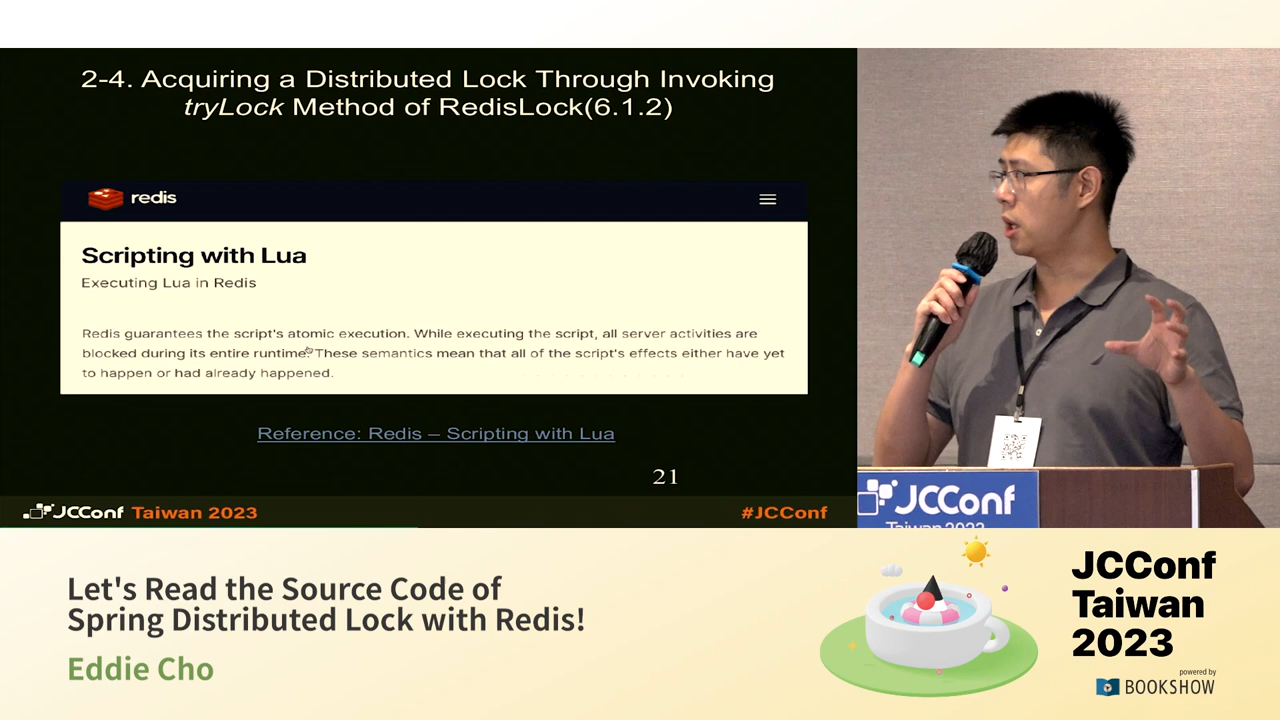 2-4. Acquiring a Distributed Lock Through Invoking
tryLock Method of RedisLock(6.1.2)
redis
Scripting with Lua
Executing Lua in Redis
Redis guarantees the script's atomic execution. While executing the script, all server activities are
blocked during its entire runtime. These semantics mean that all of the script's effects either have yet
to happen or had already happened.
Reference: Redis – Scripting with Lua
21
JCConf Taiwan 2023
#JCConf
JCConf
Taiwan 2023
Let's Read the Source Code of
Spring Distributed Lock with Redis!
Eddie Cho
JCConf
Taiwan
2023
powered by
BOOKSHOW